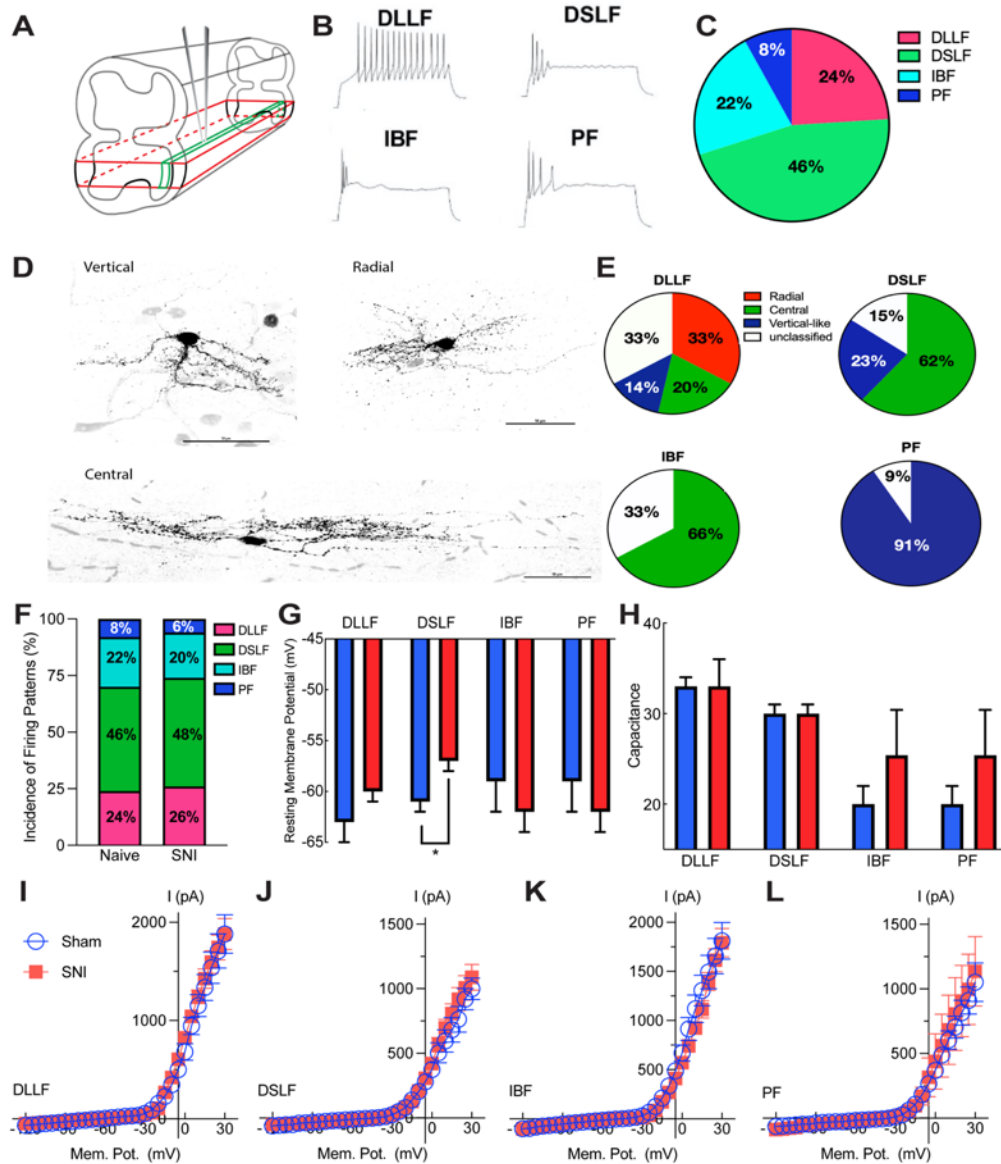 A
B
DLLF
DSLF
IBF
PF
C
8%
24%
22%
46%
DLLF
DSLF
IBF
PF
D
Vertical
Radial
Central
E
DLLF
33%
33%
14%
20%
Radial
Central
Vertical-like
unclassified
DSLF
15%
23%
62%
IBF
33%
66%
PF
9%
91%
F
Incidence of Firing Patterns (%)
100
75
50
25
0
8%
22%
46%
24%
6%
20%
48%
26%
Naive
SNI
DLLF
DSLF
IBF
PF
G
DLLF
DSLF
IBF
PF
Resting Membrane Potential (mV)
-45
-50
-55
-60
-65
*
H
Capacitance
40
30
20
DLLF
DSLF
IBF
PF
I
I (pA)
2000
1000
Sham
SNI
DLLF
-30
30
Mem. Pot. (mV)
J
I (pA)
1500
1000
500
DSLF
-30
30
Mem. Pot. (mV)
K
I (pA)
2000
1500
1000
500
IBF
-30
30
Mem. Pot. (mV)
L
I (pA)
1500
1000
500
PF
-30
30
Mem. Pot. (mV)